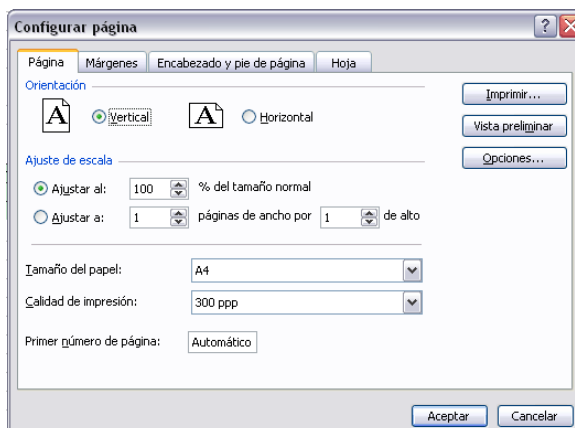 Configurar página
Página Márgenes Encabezado y pie de página Hoja
Orientación
A Vertical A Horizontal
Imprimir...
Vista preliminar
Opciones...
Ajuste de escala
Ajustar al: 100 % del tamaño normal
Ajustar a: 1 páginas de ancho por 1 de alto
Tamaño del papel: A4
Calidad de impresión: 300 ppp
Primer número de página: Automático
Aceptar Cancelar